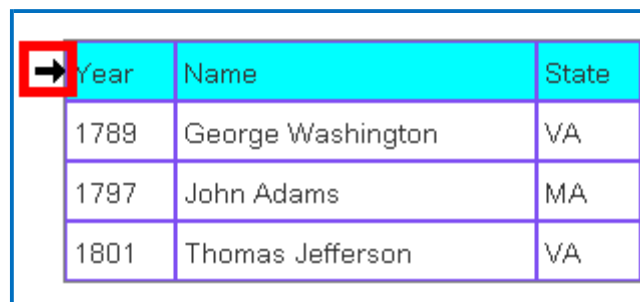 Year Name State
1789 George Washington VA
1797 John Adams MA
1801 Thomas Jefferson VA